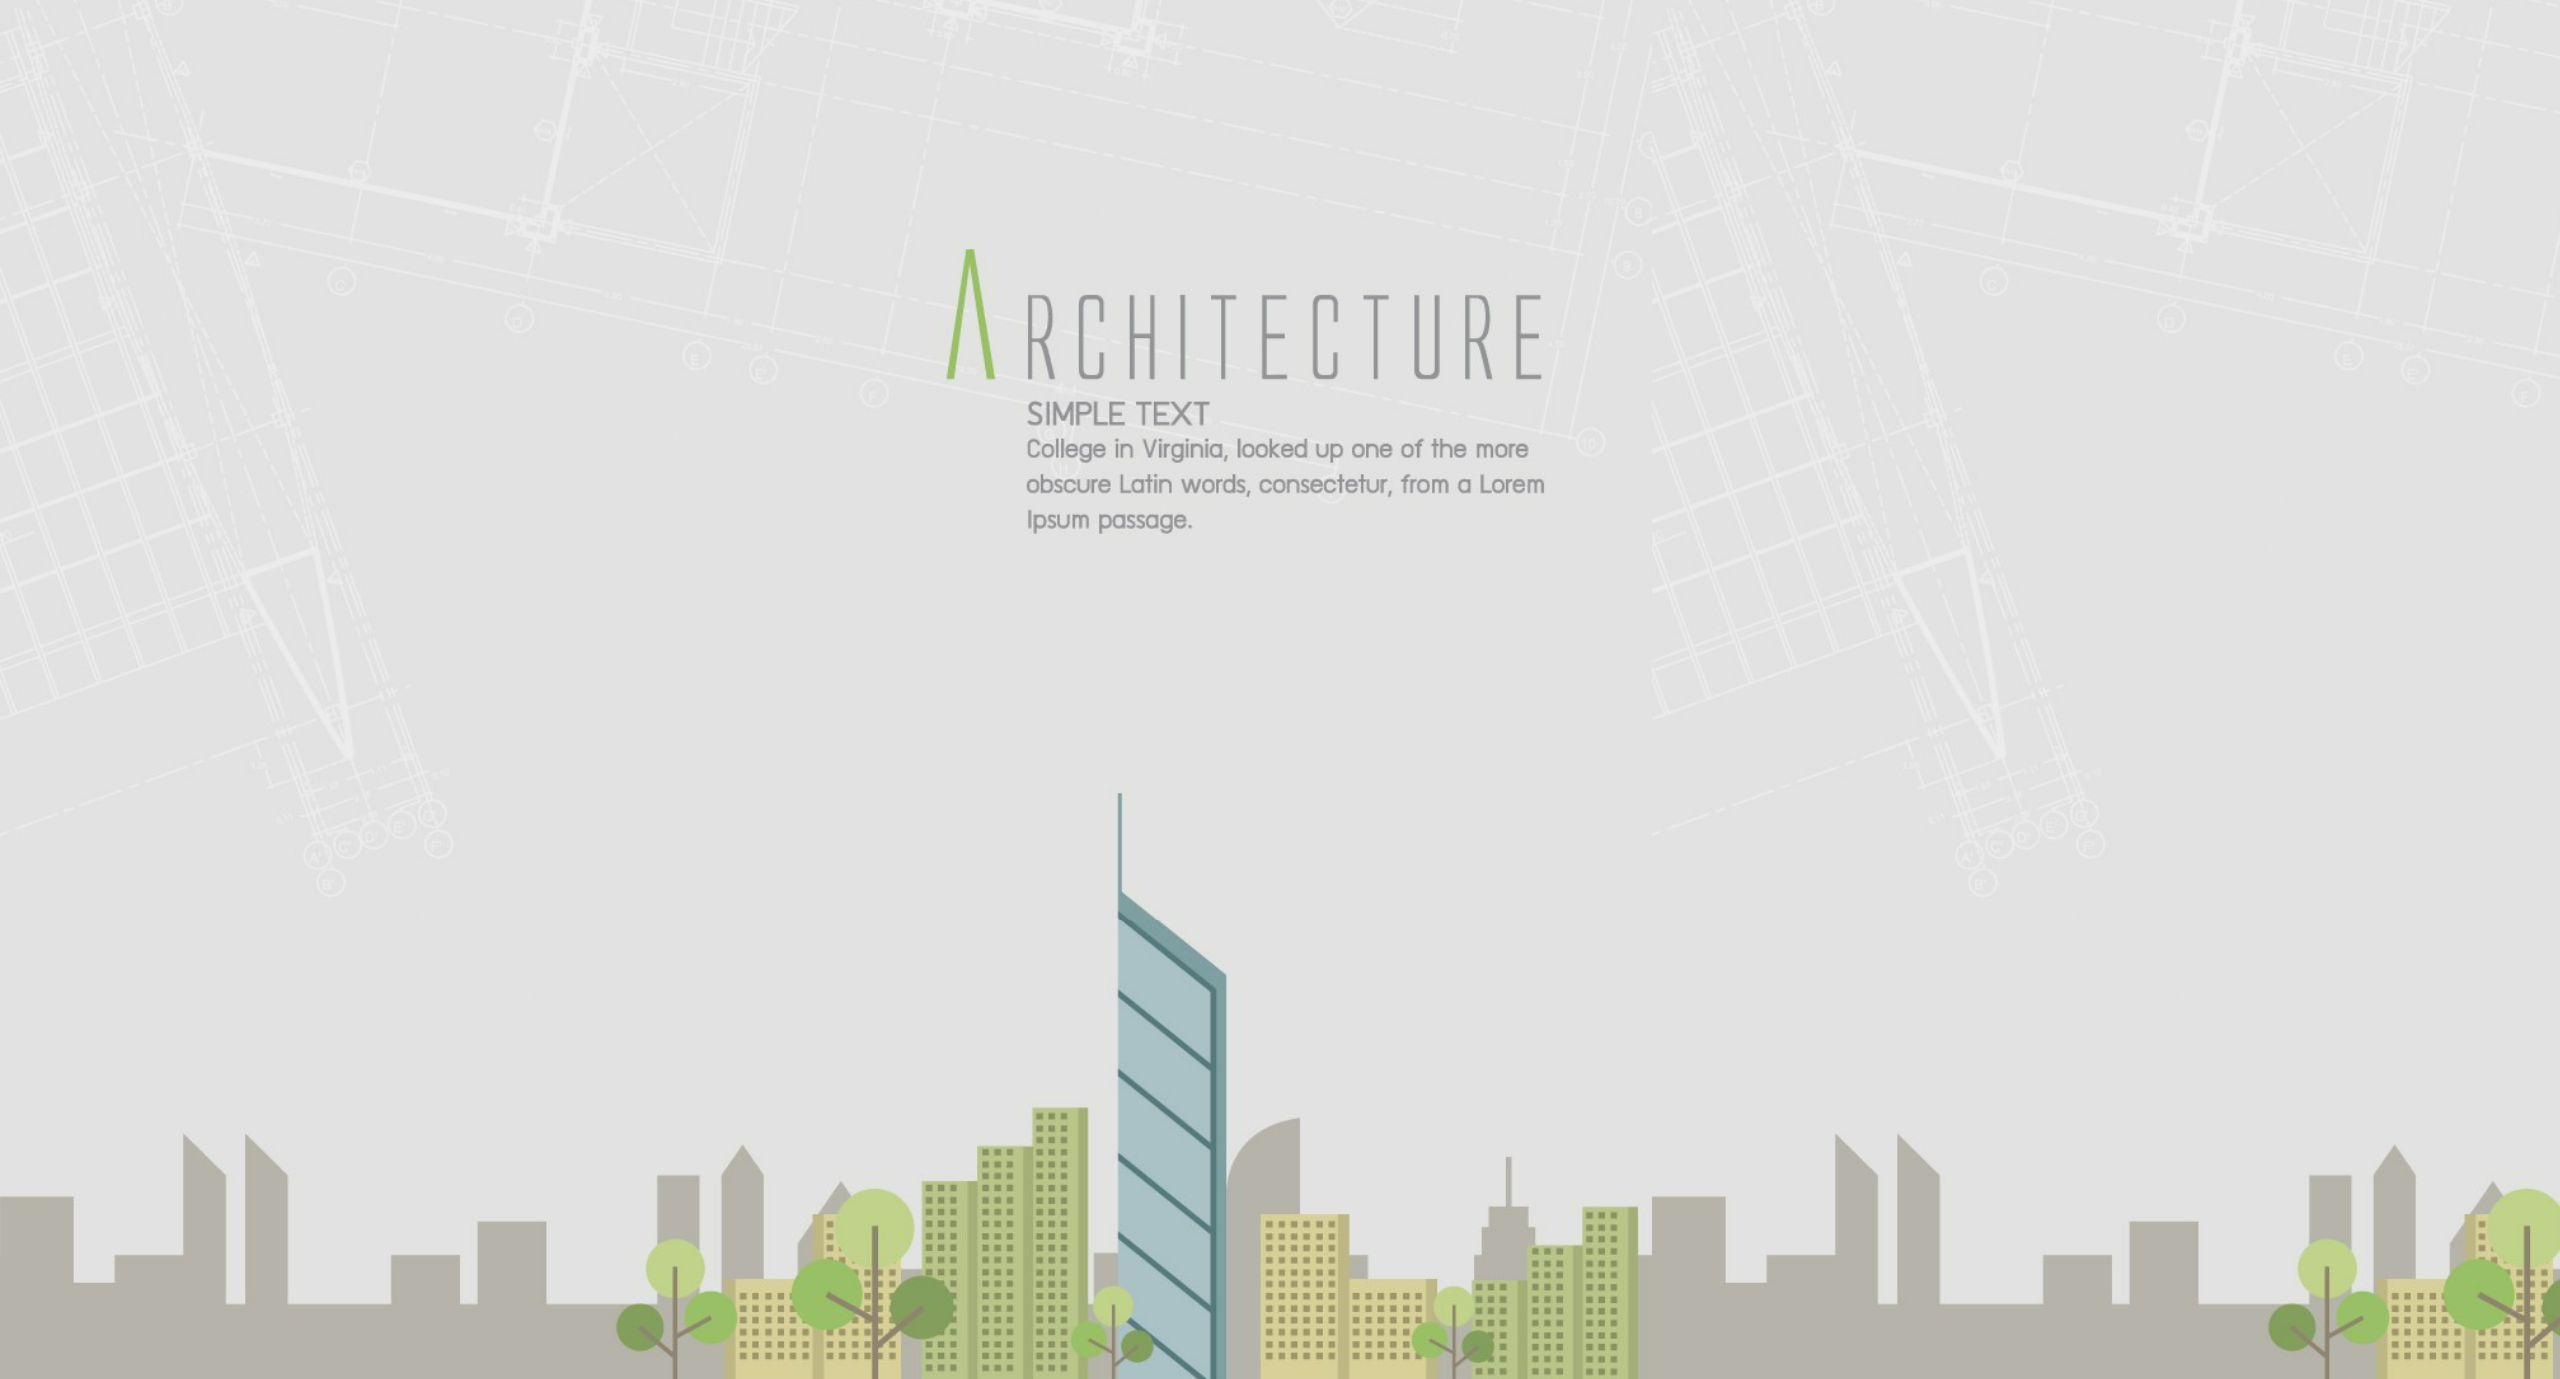 ARCHITECTURE
SIMPLE TEXT
College in Virginia, looked up one of the more
obscure Latin words, consectetur, from a Lorem
Ipsum passage.